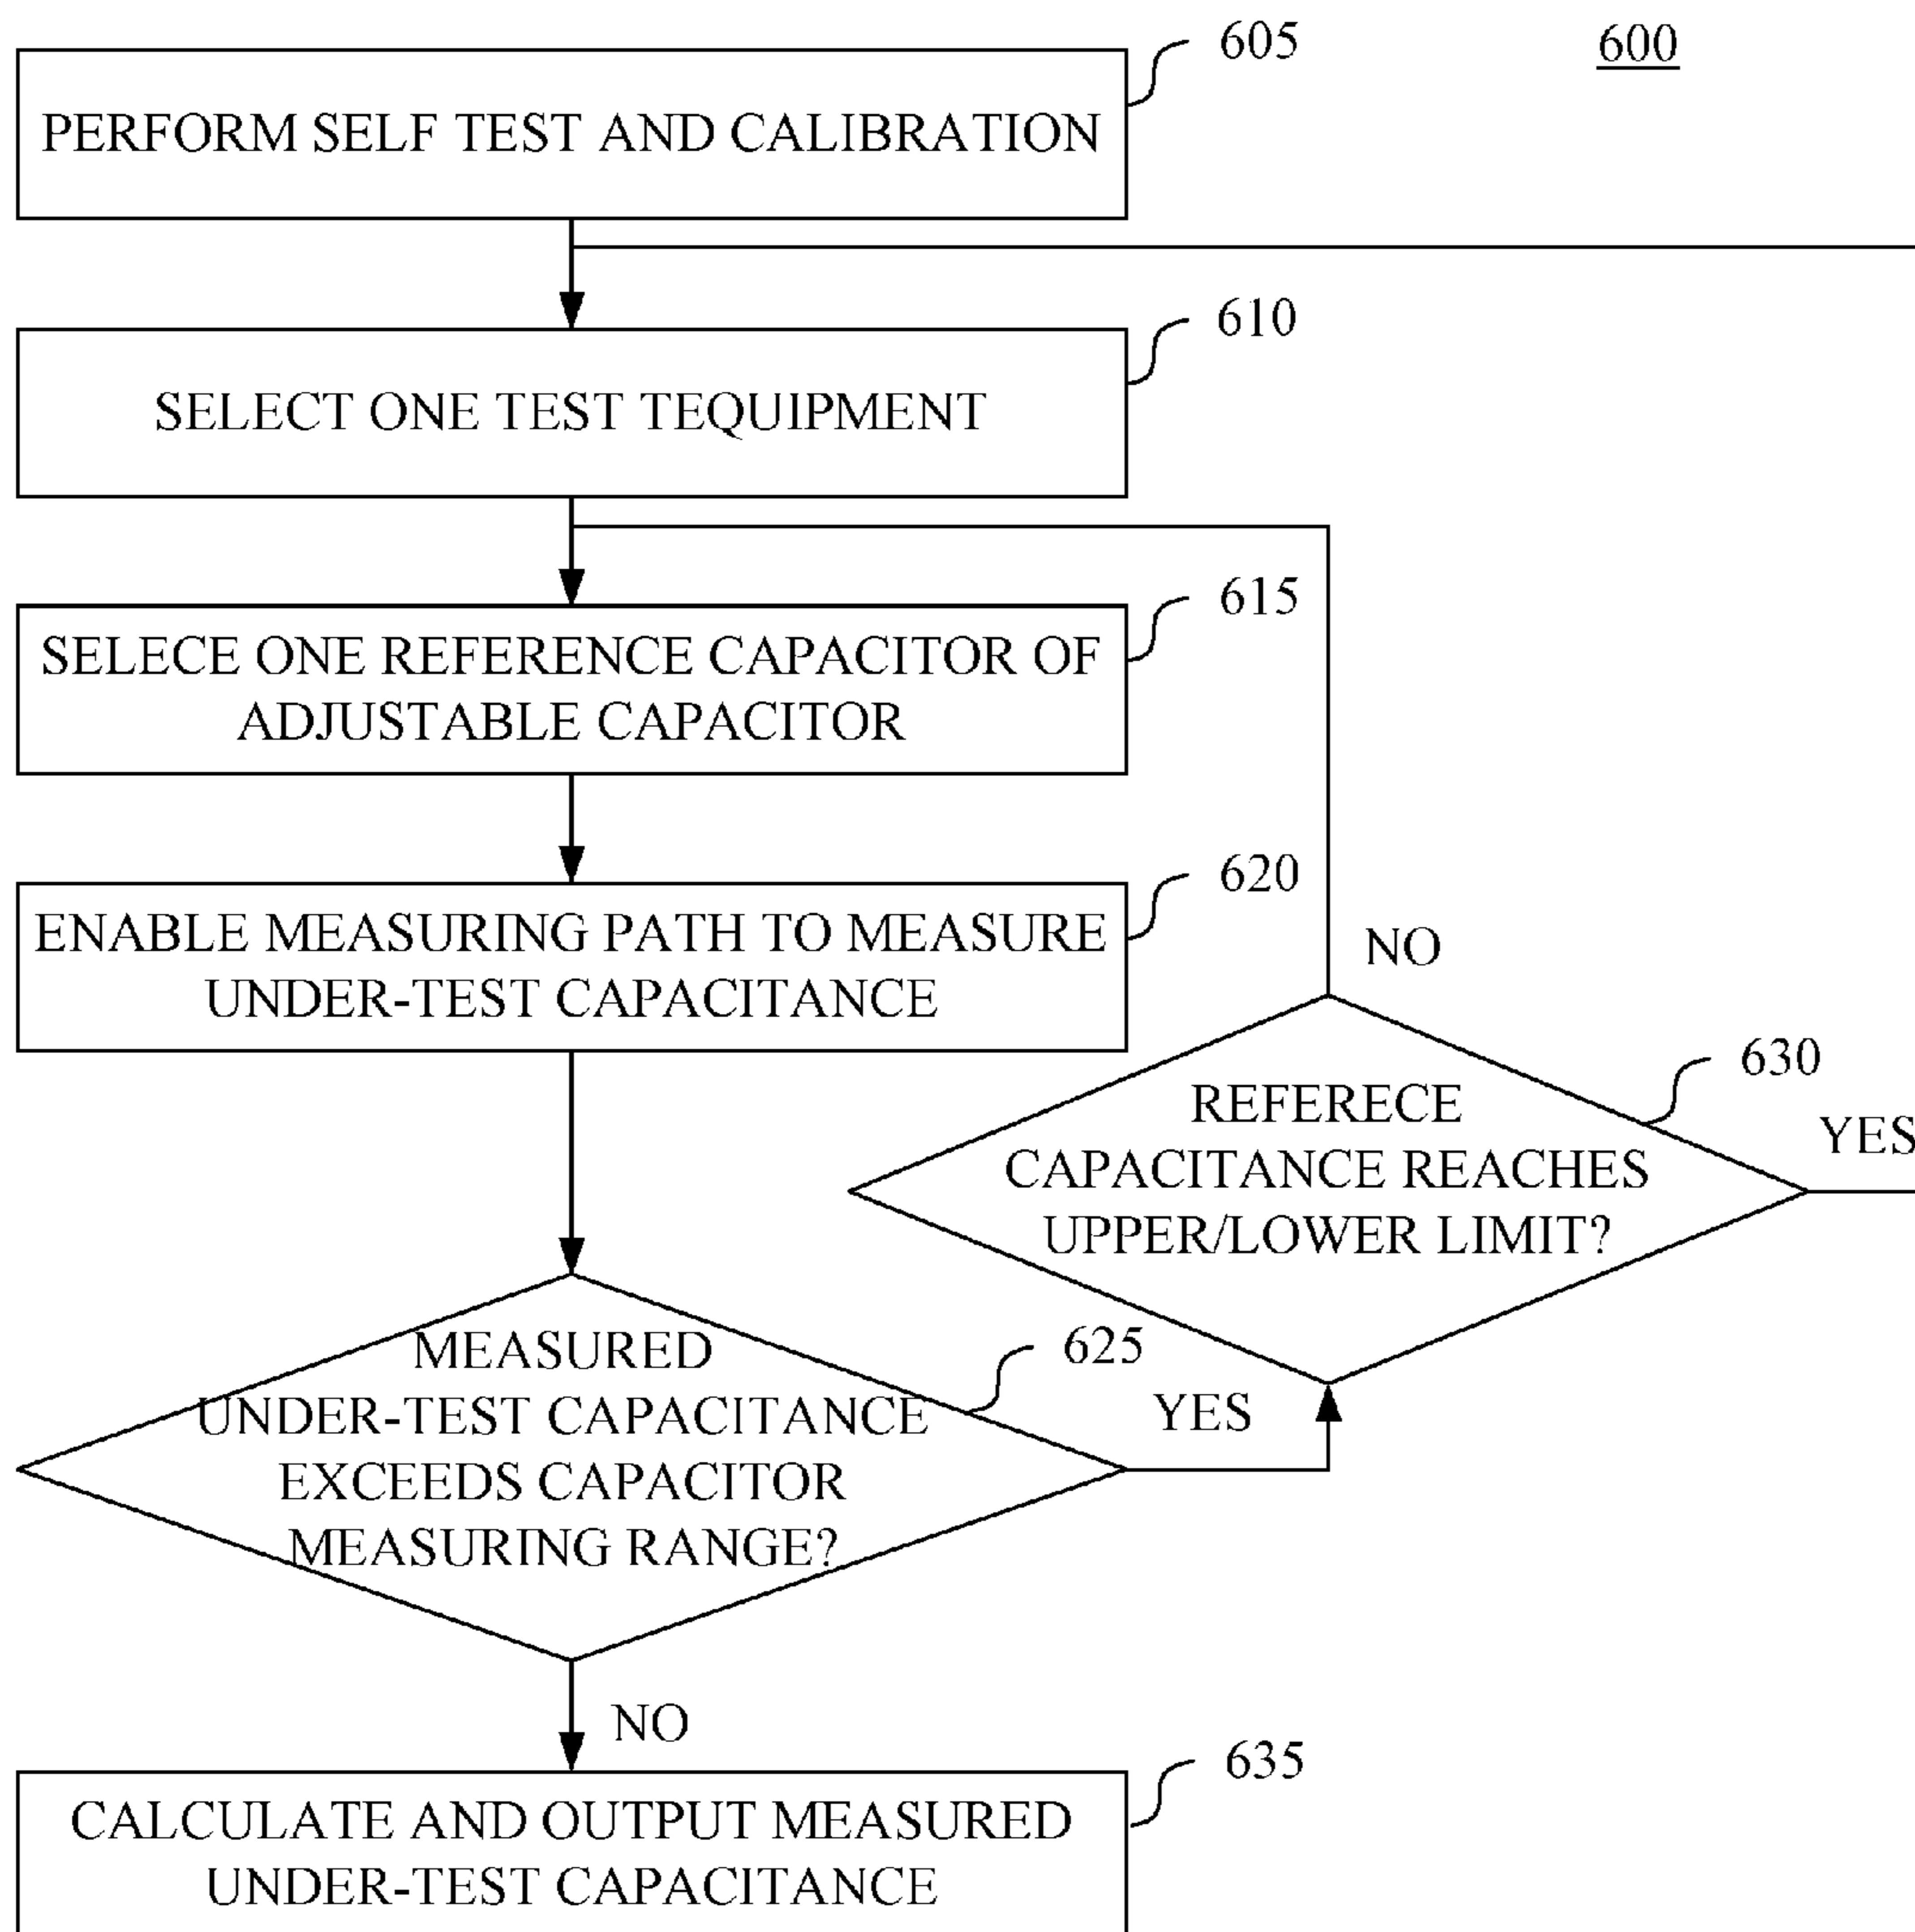 605
600
PERFORM SELF TEST AND CALIBRATION
610
SELECT ONE TEST TEQUIPMENT
615
SELECE ONE REFERENCE CAPACITOR OF
ADJUSTABLE CAPACITOR
620
ENABLE MEASURING PATH TO MEASURE
UNDER-TEST CAPACITANCE
NO
630
REFERECE
CAPACITANCE REACHES
UPPER/LOWER LIMIT?
YES
625
MEASURED
UNDER-TEST CAPACITANCE
EXCEEDS CAPACITOR
MEASURING RANGE?
YES
NO
635
CALCULATE AND OUTPUT MEASURED
UNDER-TEST CAPACITANCE